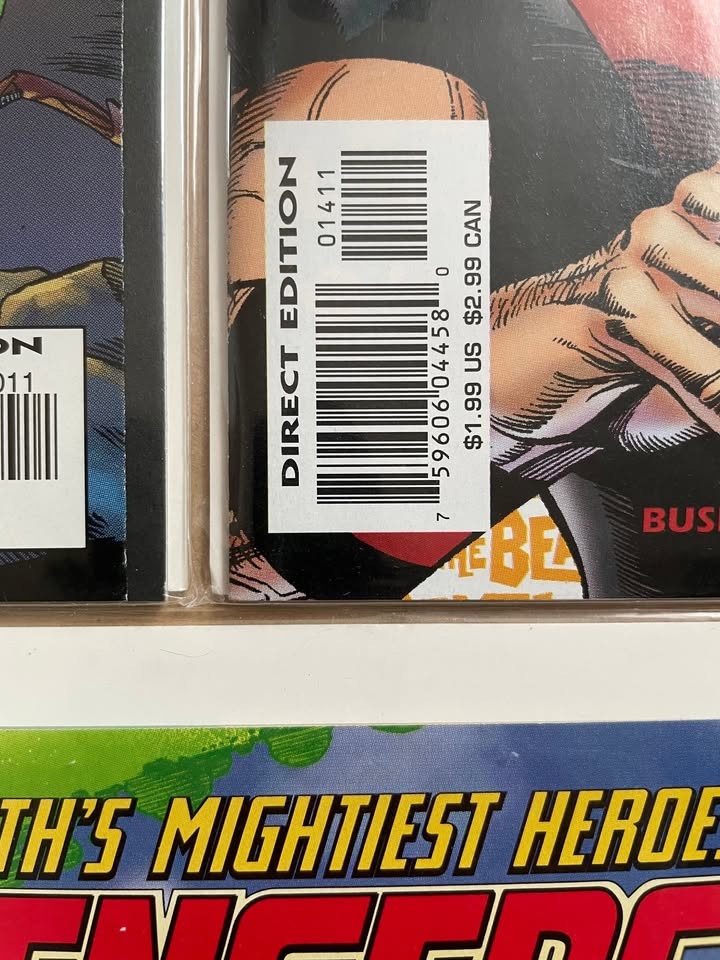 DIRECT EDITION
01411
7 59606 04458 0
$1.99 US $2.99 CAN
ON
011
BUS
THE BEA
TH'S MIGHTIEST HEROES
ENGERS